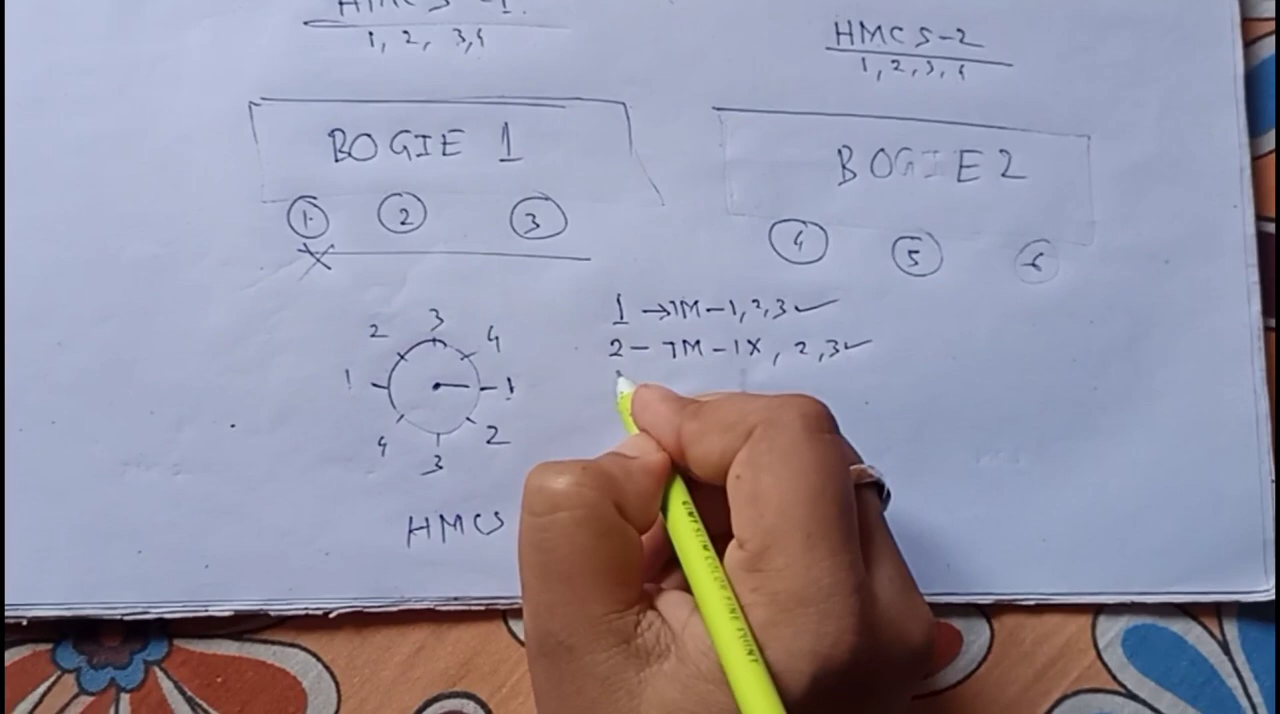 HMCS-1.
1, 2, 3,4
HMCS-2
1, 2, 3, 4
BOGIE 1
BOGIE 2
1 2 3
4 5 6
X
1 → TM - 1, 2, 3 ✓
2 - TM - 1X, 2, 3 ✓
3
2 4
1 1
4 2
3
HMCS